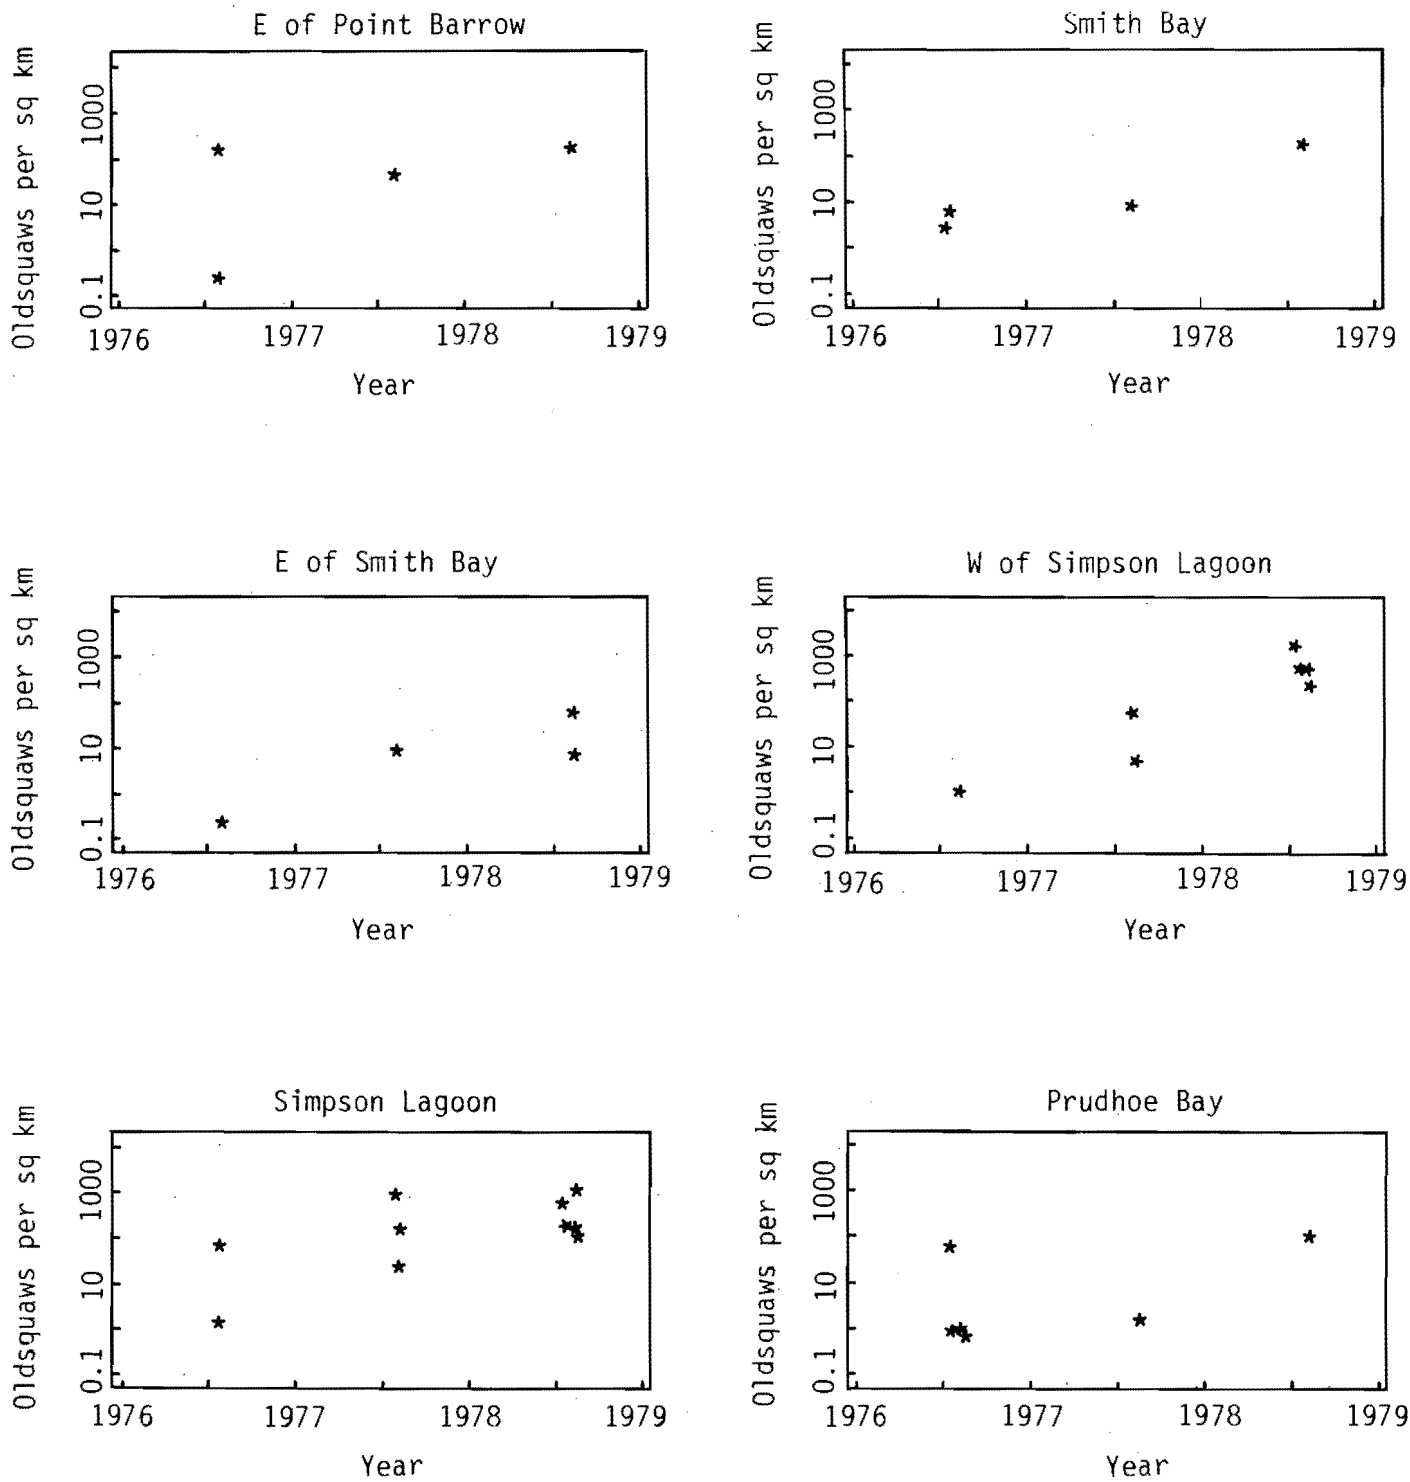 E of Point Barrow
Oldsquaws per sq km
1000
10
0.1
1976 1977 1978 1979
Year
Smith Bay
Oldsquaws per sq km
1000
10
0.1
1976 1977 1978 1979
Year
E of Smith Bay
Oldsquaws per sq km
1000
10
0.1
1976 1977 1978 1979
Year
W of Simpson Lagoon
Oldsquaws per sq km
1000
10
0.1
1976 1977 1978 1979
Year
Simpson Lagoon
Oldsquaws per sq km
1000
10
0.1
1976 1977 1978 1979
Year
Prudhoe Bay
Oldsquaws per sq km
1000
10
0.1
1976 1977 1978 1979
Year